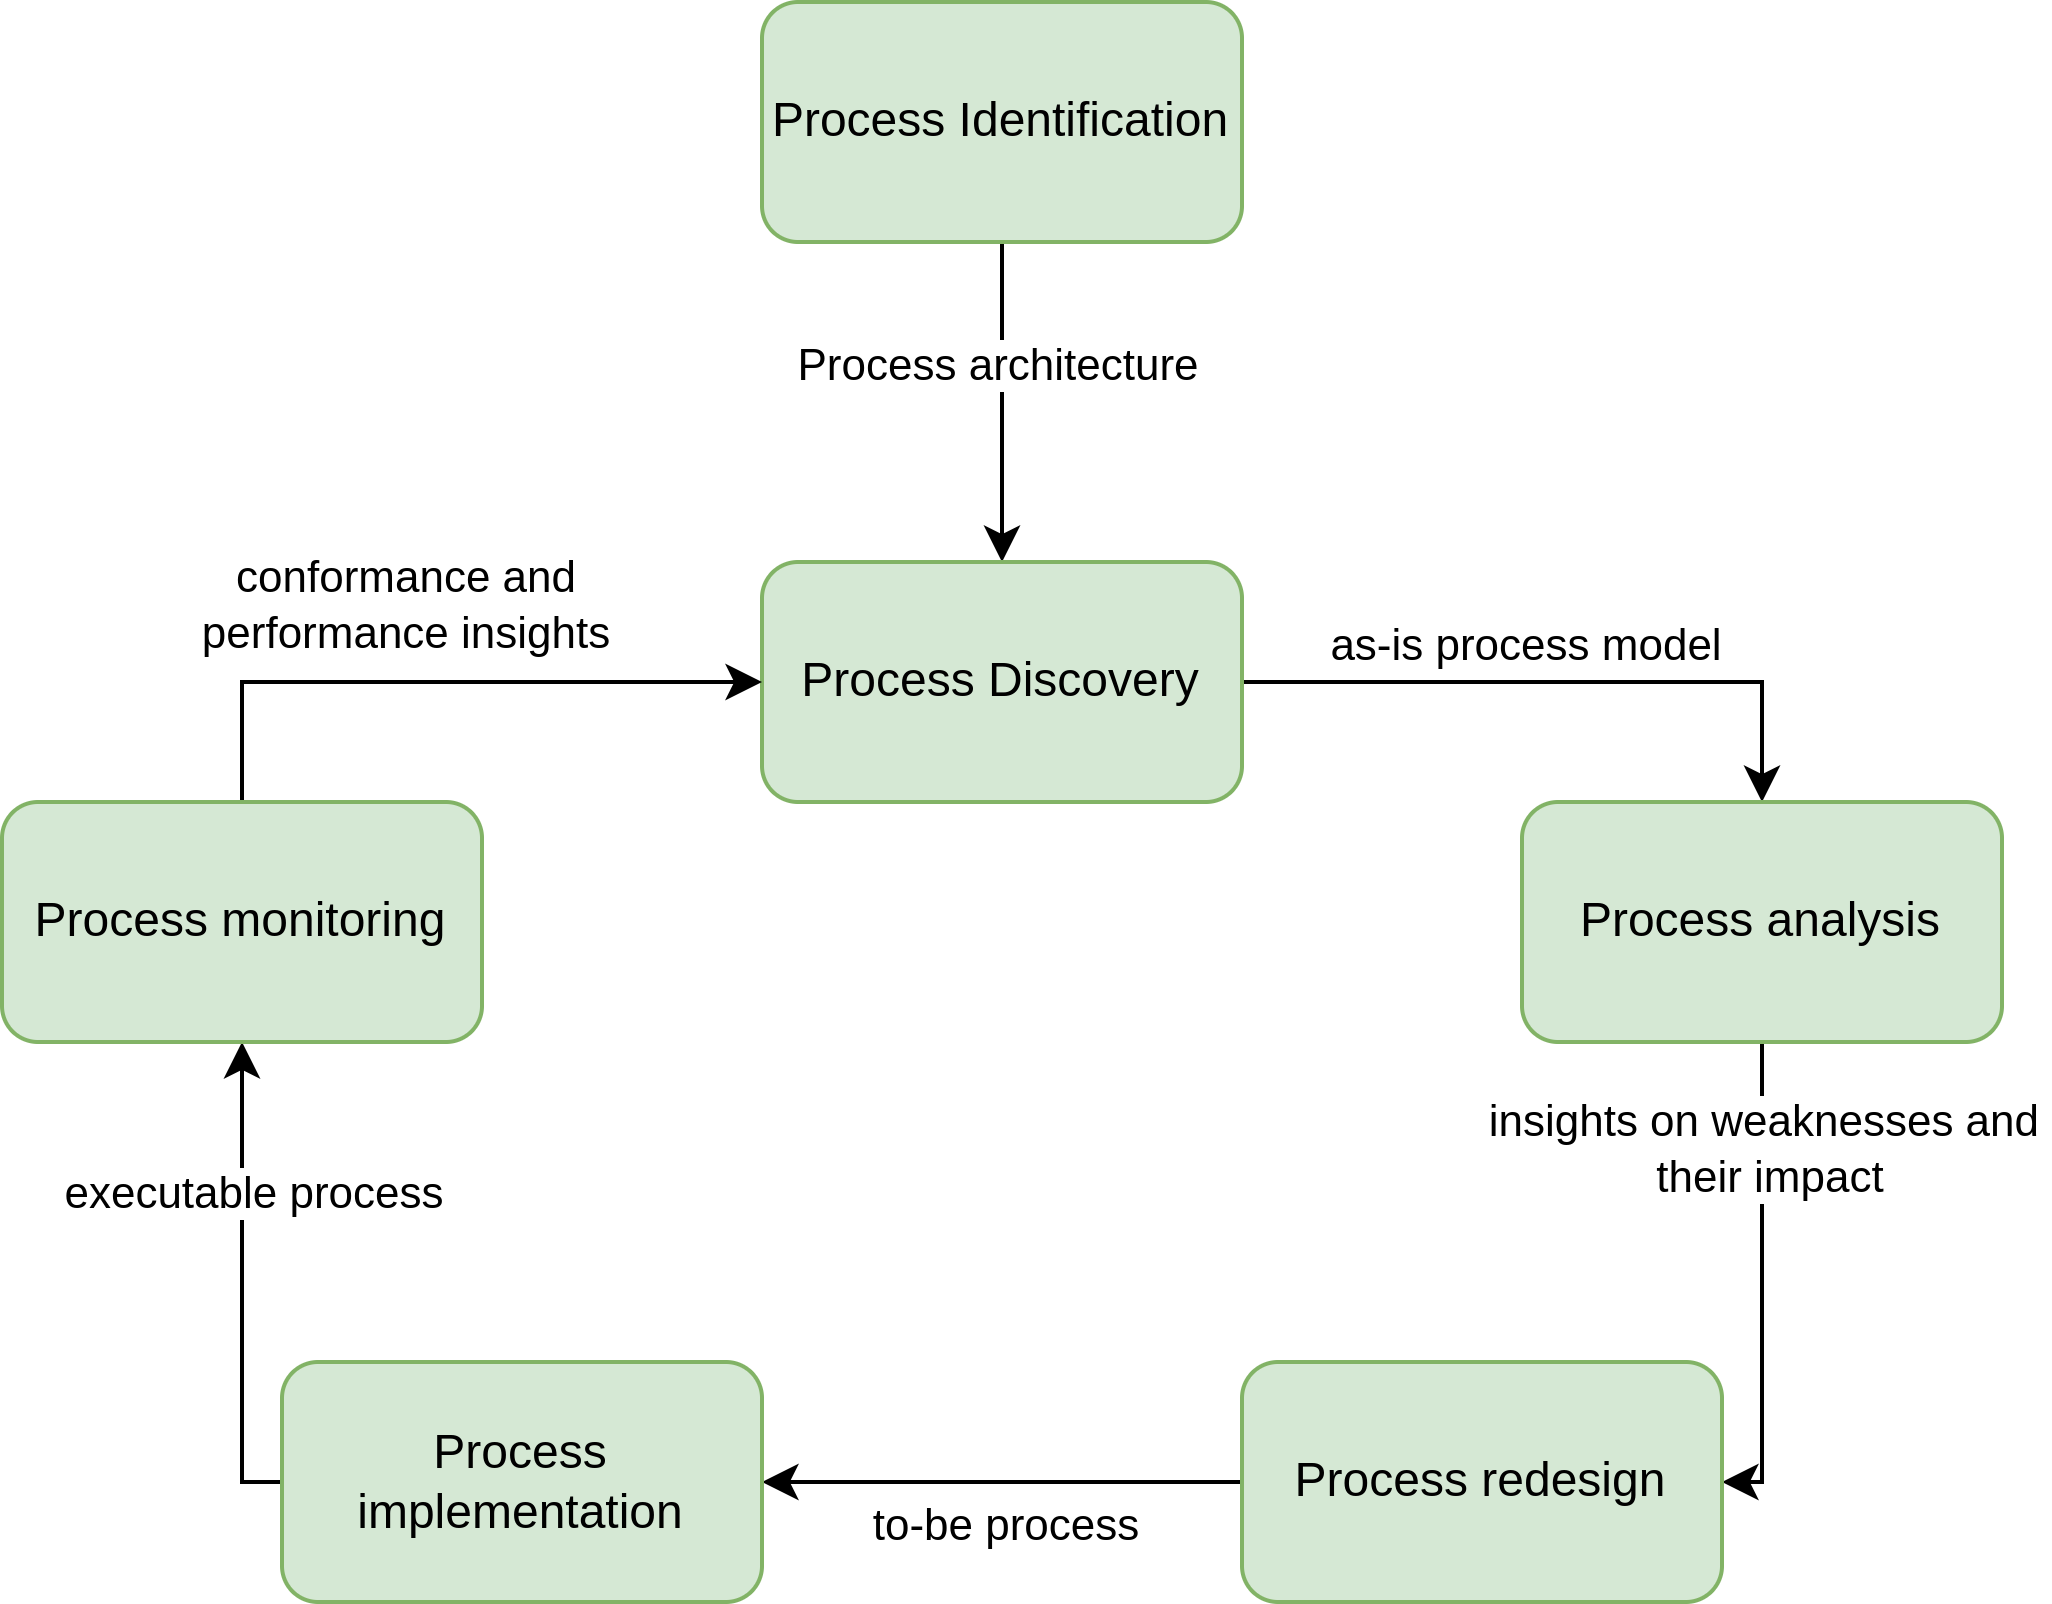 Process Identification
Process architecture
conformance and
performance insights
Process Discovery
as-is process model
Process monitoring
Process analysis
insights on weaknesses and
their impact
executable process
Process
implementation
to-be process
Process redesign